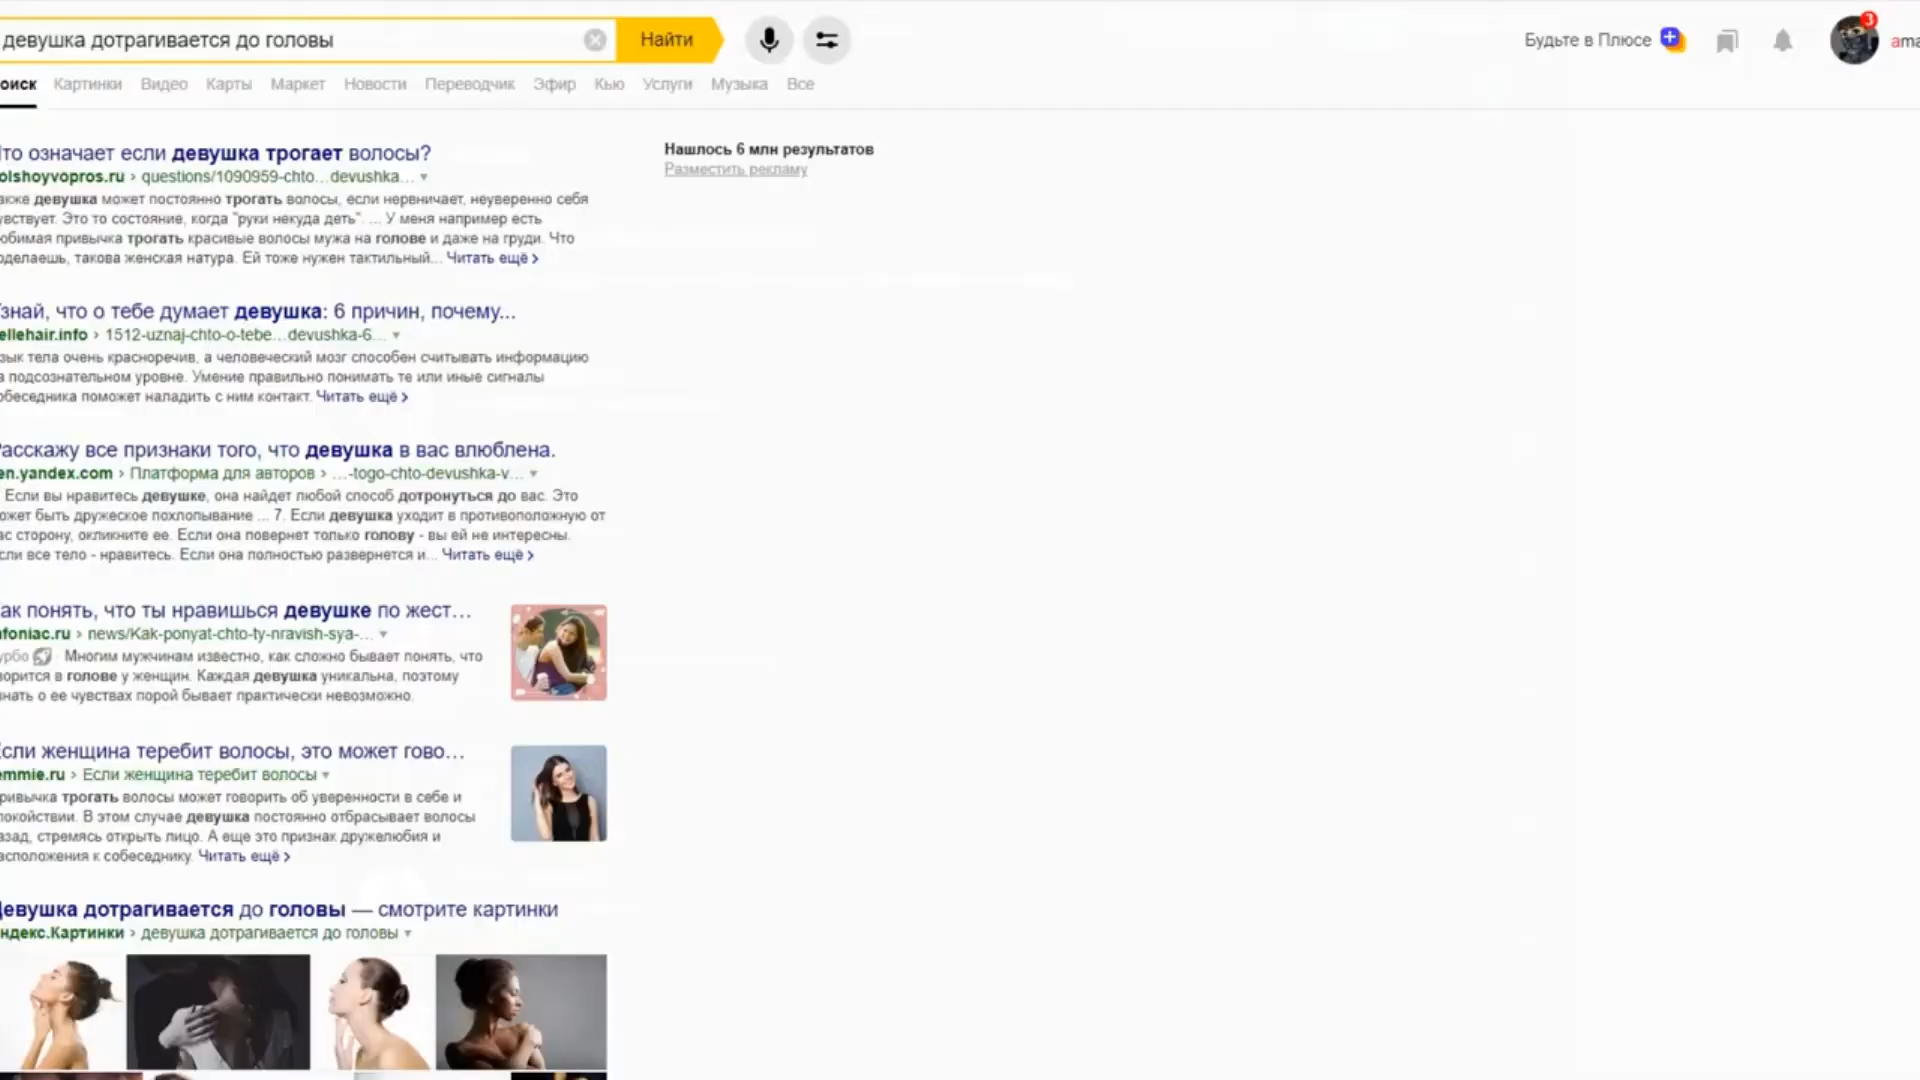 девушка дотрагивается до головы
Найти
Будьте в Плюсе
3
ama
оиск Картинки Видео Карты Маркет Новости Переводчик Эфир Кью Услуги Музыка Все
то означает если девушка трогает волосы?
olshoyvopros.ru › questions/1090959-chto...devushka...
акже девушка может постоянно трогать волосы, если нервничает, неуверенно себя
увствует. Это то состояние, когда "руки некуда деть". ... У меня например есть
юбимая привычка трогать красивые волосы мужа на голове и даже на груди. Что
оделаешь, такова женская натура. Ей тоже нужен тактильный... Читать ещё ›
Нашлось 6 млн результатов
Разместить рекламу
знай, что о тебе думает девушка: 6 причин, почему...
ellehair.info › 1512-uznaj-chto-o-tebe...devushka-6...
зык тела очень красноречив, а человеческий мозг способен считывать информацию
а подсознательном уровне. Умение правильно понимать те или иные сигналы
обеседника поможет наладить с ним контакт. Читать ещё ›
Расскажу все признаки того, что девушка в вас влюблена.
en.yandex.com › Платформа для авторов › ...-togo-chto-devushka-v...
Если вы нравитесь девушке, она найдет любой способ дотронуться до вас. Это
ожет быть дружеское похлопывание ... 7. Если девушка уходит в противоположную от
ас сторону, окликните ее. Если она повернет только голову - вы ей не интересны.
сли все тело - нравитесь. Если она полностью развернется и... Читать ещё ›
ак понять, что ты нравишься девушке по жест...
nfoniac.ru › news/Kak-ponyat-chto-ty-nravish-sya-...
урбо Многим мужчинам известно, как сложно бывает понять, что
ворится в голове у женщин. Каждая девушка уникальна, поэтому
знать о ее чувствах порой бывает практически невозможно.
Если женщина теребит волосы, это может гово...
emmie.ru › Если женщина теребит волосы
ривычка трогать волосы может говорить об уверенности в себе и
покойствии. В этом случае девушка постоянно отбрасывает волосы
азад, стремясь открыть лицо. А еще это признак дружелюбия и
асположения к собеседнику. Читать ещё ›
Девушка дотрагивается до головы — смотрите картинки
ндекс.Картинки › девушка дотрагивается до головы